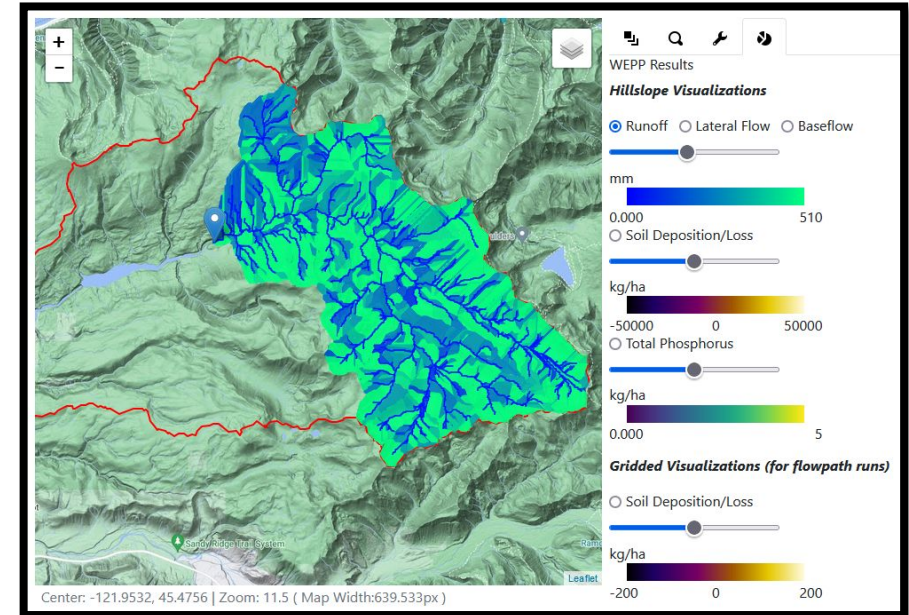 +
−
uilders
Sandy Ridge Trail System
Leaflet
Center: -121.9532, 45.4756 | Zoom: 11.5 ( Map Width:639.533px )
WEPP Results
Hillslope Visualizations
Runoff Lateral Flow Baseflow
mm
0.000 510
Soil Deposition/Loss
kg/ha
-50000 0 50000
Total Phosphorus
kg/ha
0.000 5
Gridded Visualizations (for flowpath runs)
Soil Deposition/Loss
kg/ha
-200 0 200